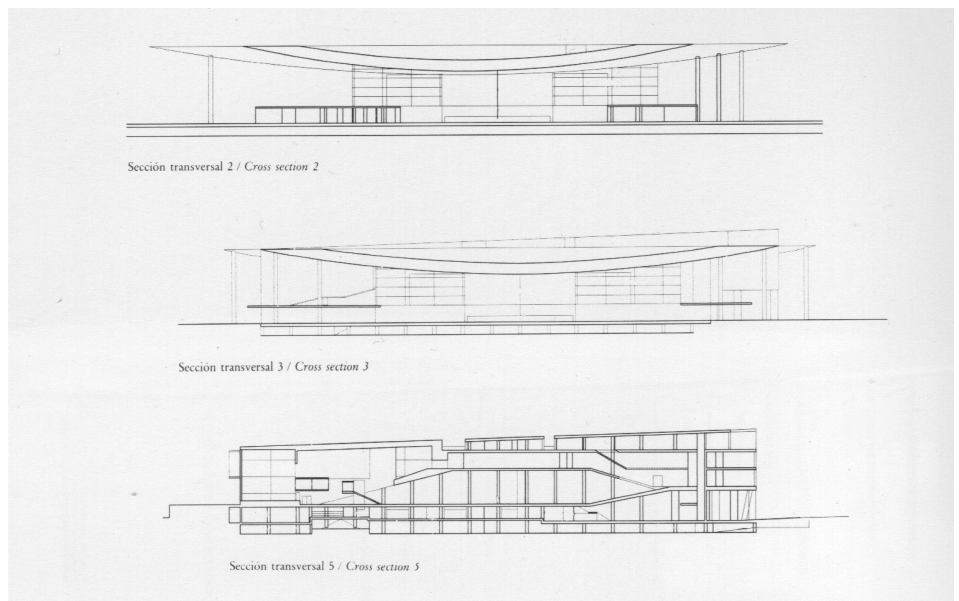 Sección transversal 2 / Cross section 2
Sección transversal 3 / Cross section 3
Sección transversal 5 / Cross section 5